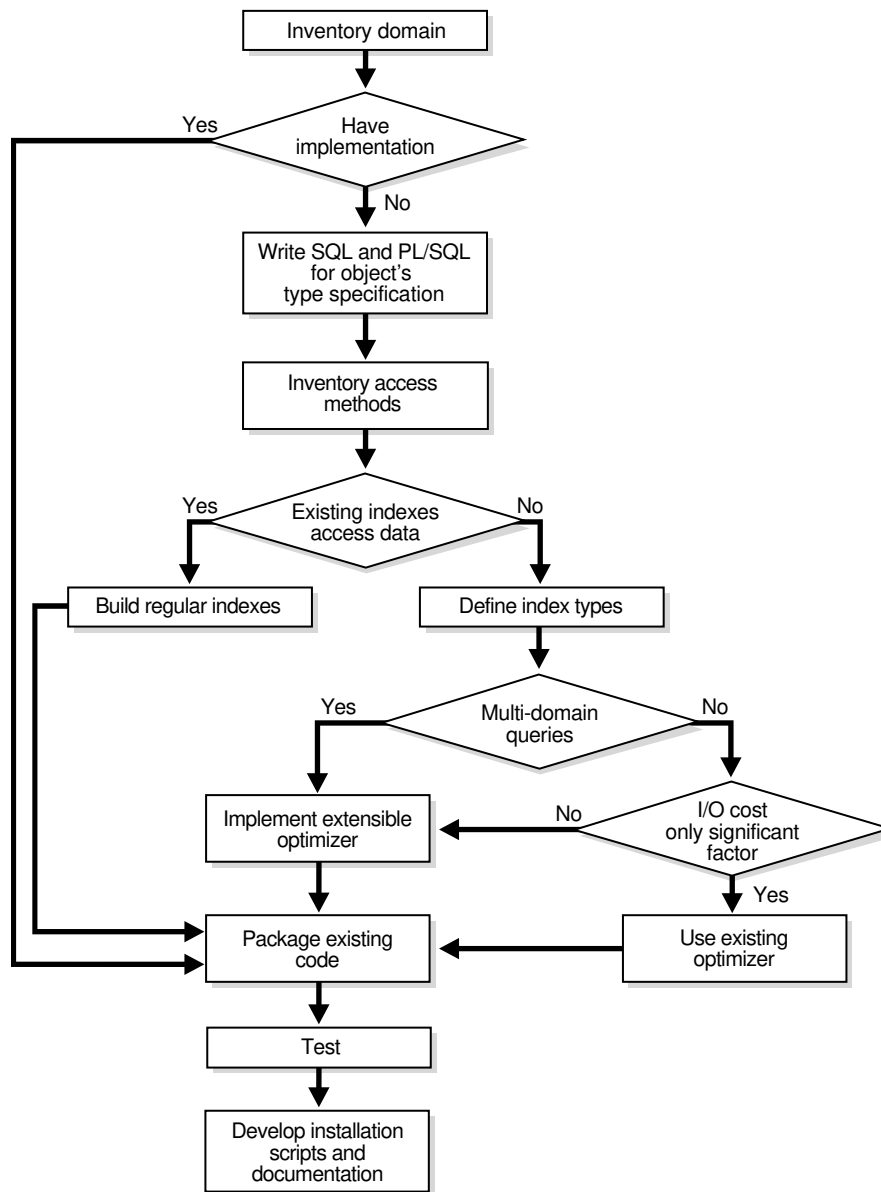 Inventory domain
Yes
Have
implementation
No
Write SQL and PL/SQL
for object's
type specification
Inventory access
methods
Yes
Existing indexes
access data
No
Build regular indexes
Define index types
Yes
Multi-domain
queries
No
Implement extensible
optimizer
No
I/O cost
only significant
factor
Yes
Package existing
code
Use existing
optimizer
Test
Develop installation
scripts and
documentation